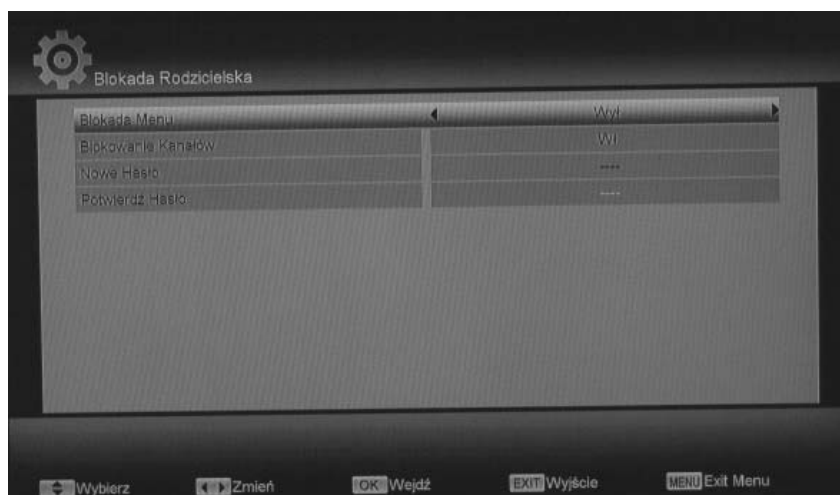 Blokada Rodzicielska
Blokada Menu Wył
Blokowanie Kanałów Wł
Nowe Hasło ----
Potwierdź Hasło ----
Wybierz Zmień OK Wejdź EXIT Wyjście MENU Exit Menu